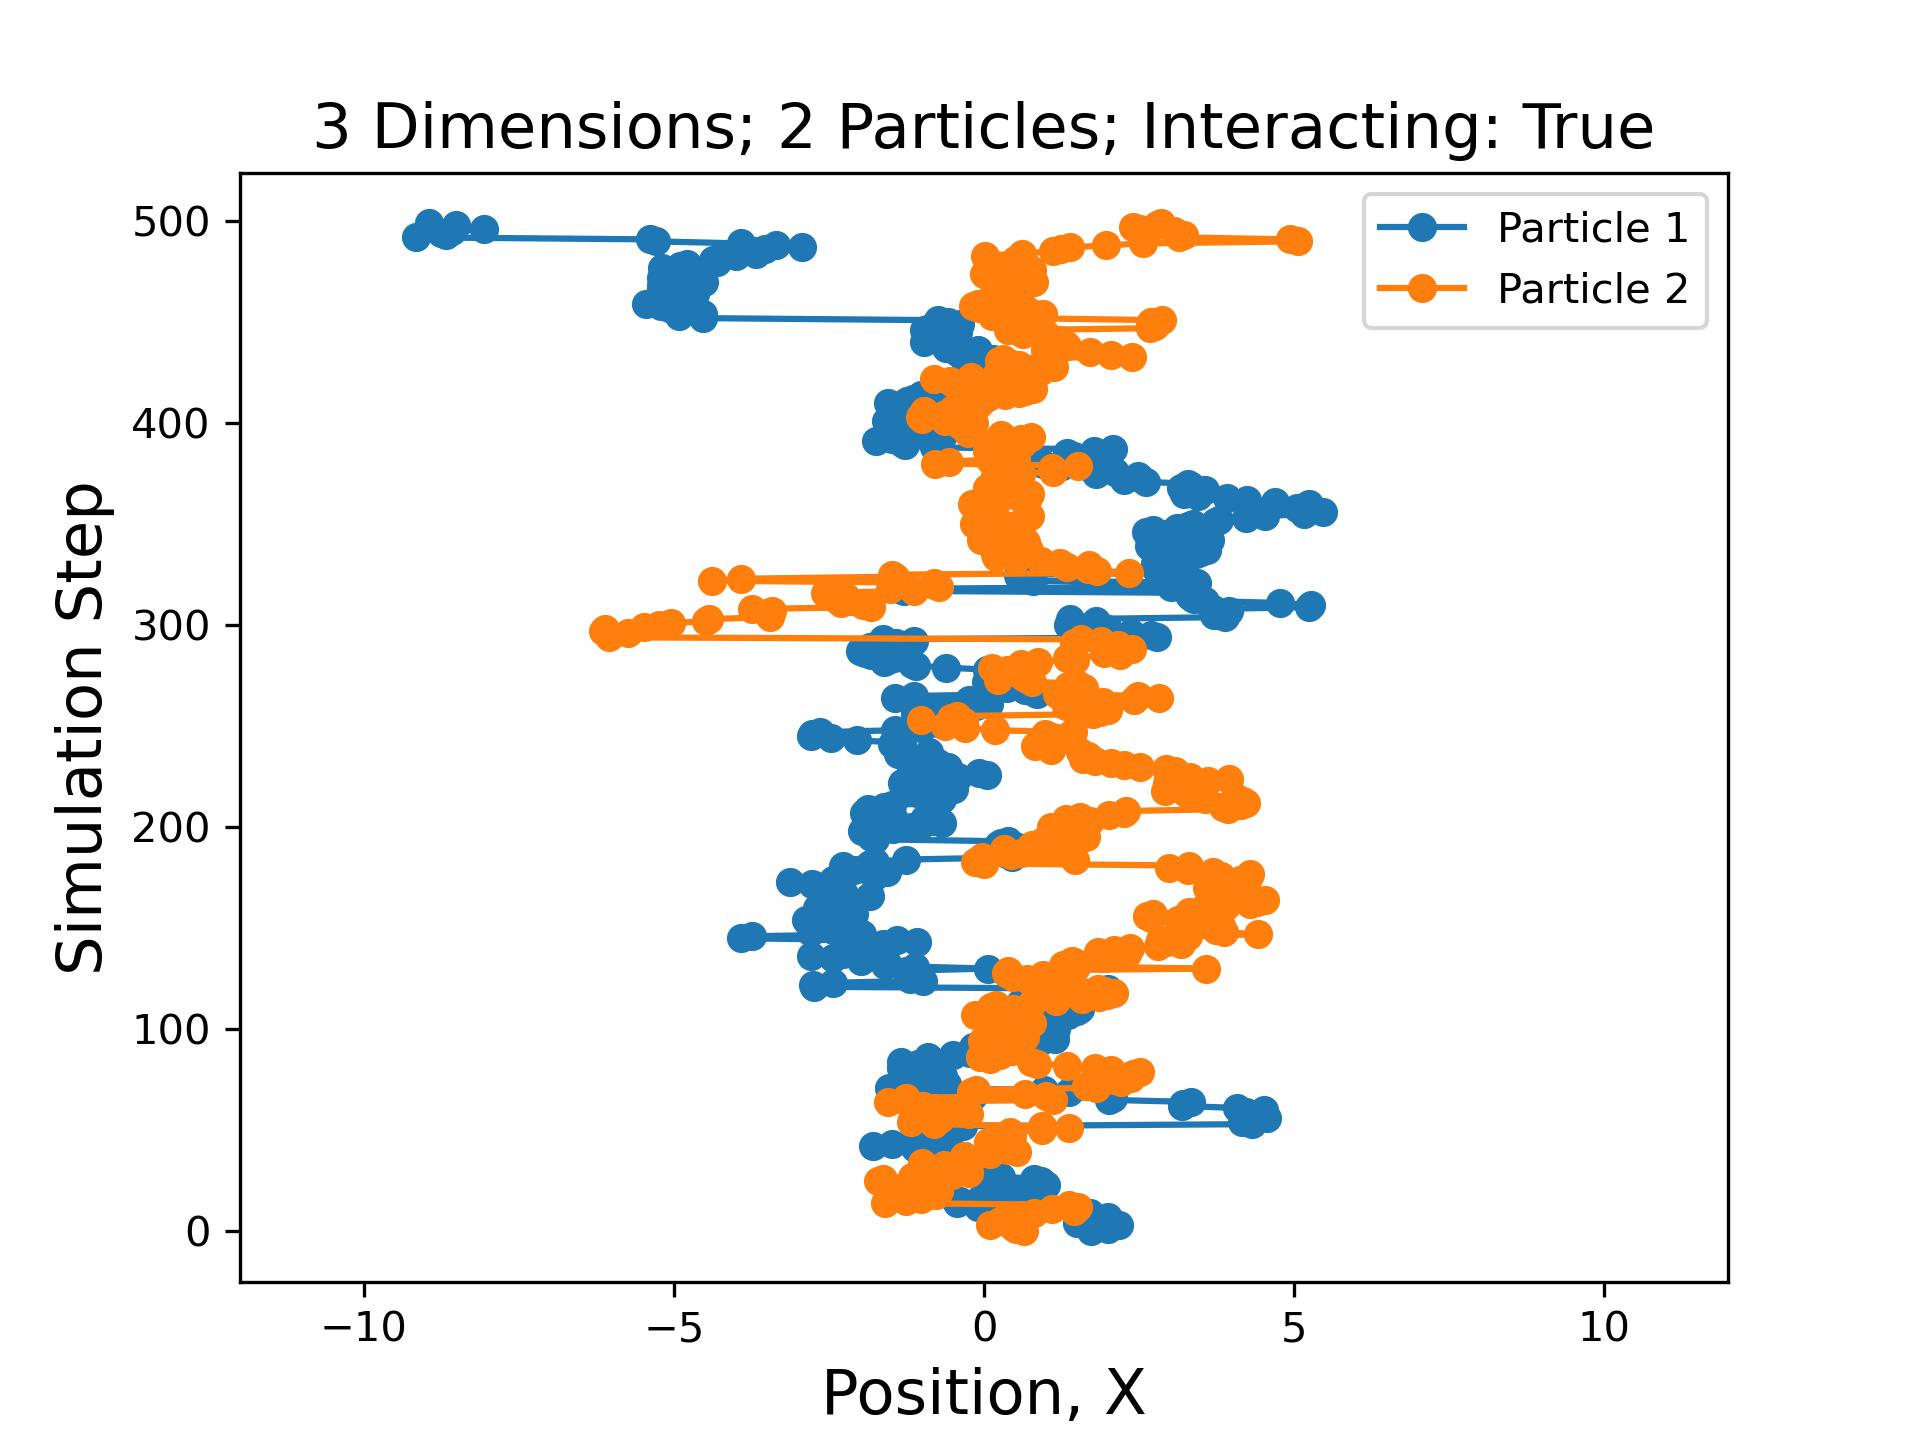 3 Dimensions; 2 Particles; Interacting: True
Particle 1
Particle 2
Simulation Step
500
400
300
200
100
0
−10
−5
0
5
10
Position, X